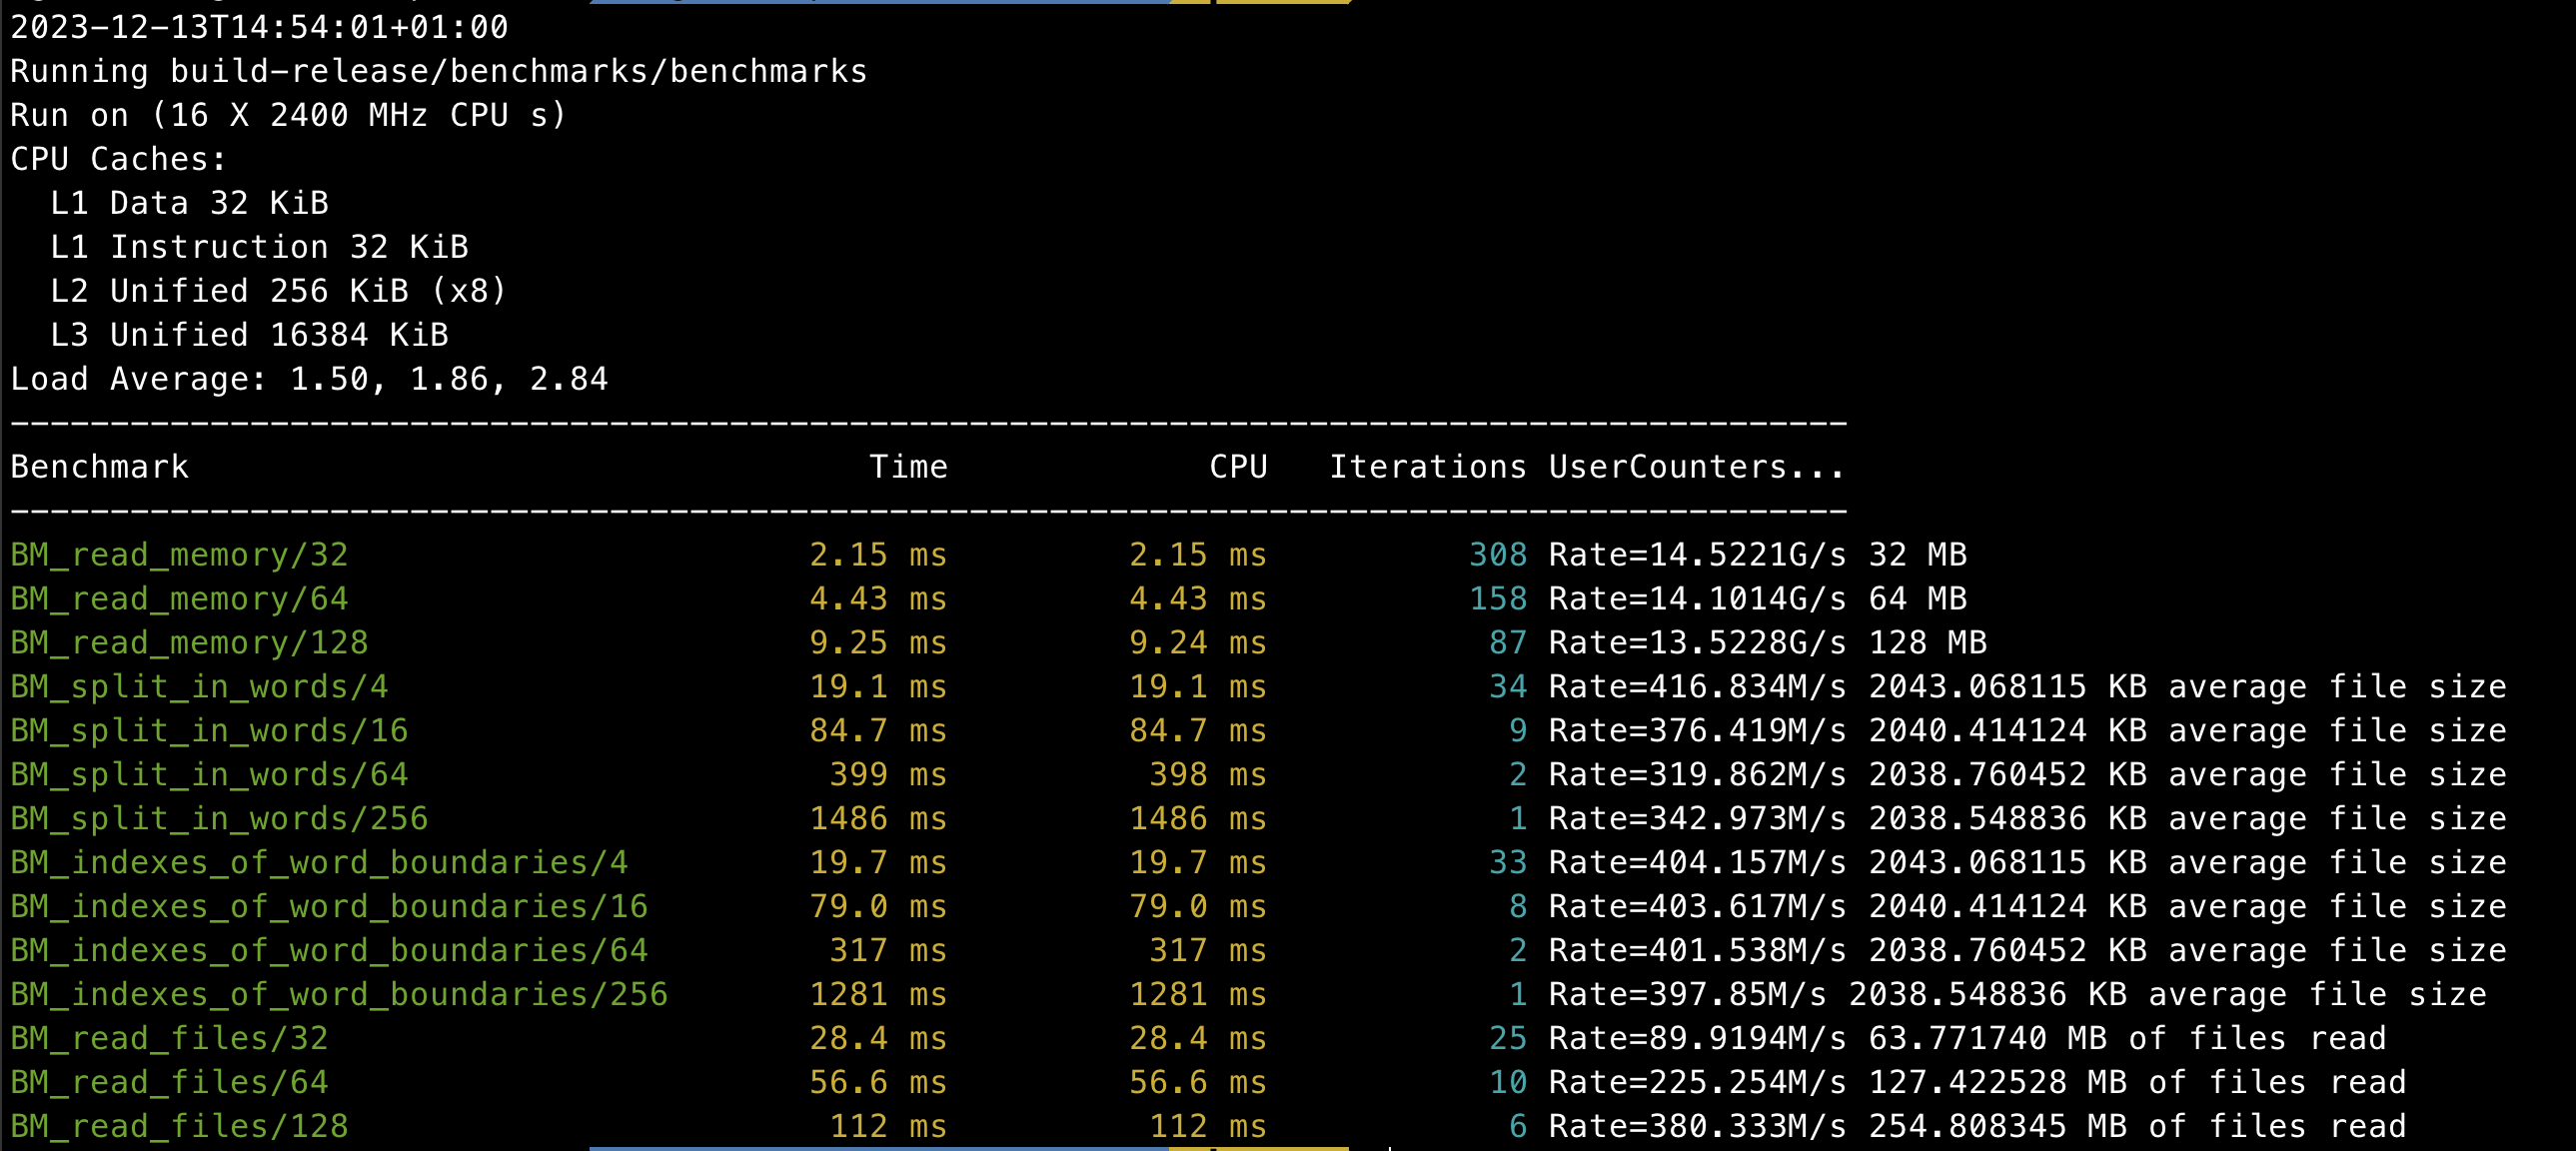 2023-12-13T14:54:01+01:00
Running build-release/benchmarks/benchmarks
Run on (16 X 2400 MHz CPU s)
CPU Caches:
  L1 Data 32 KiB
  L1 Instruction 32 KiB
  L2 Unified 256 KiB (x8)
  L3 Unified 16384 KiB
Load Average: 1.50, 1.86, 2.84
--------------------------------------------------------------------------------------------
Benchmark                                  Time             CPU   Iterations UserCounters...
--------------------------------------------------------------------------------------------
BM_read_memory/32                       2.15 ms         2.15 ms          308 Rate=14.5221G/s 32 MB
BM_read_memory/64                       4.43 ms         4.43 ms          158 Rate=14.1014G/s 64 MB
BM_read_memory/128                      9.25 ms         9.24 ms           87 Rate=13.5228G/s 128 MB
BM_split_in_words/4                     19.1 ms         19.1 ms           34 Rate=416.834M/s 2043.068115 KB average file size
BM_split_in_words/16                    84.7 ms         84.7 ms            9 Rate=376.419M/s 2040.414124 KB average file size
BM_split_in_words/64                     399 ms          398 ms            2 Rate=319.862M/s 2038.760452 KB average file size
BM_split_in_words/256                   1486 ms         1486 ms            1 Rate=342.973M/s 2038.548836 KB average file size
BM_indexes_of_word_boundaries/4         19.7 ms         19.7 ms           33 Rate=404.157M/s 2043.068115 KB average file size
BM_indexes_of_word_boundaries/16        79.0 ms         79.0 ms            8 Rate=403.617M/s 2040.414124 KB average file size
BM_indexes_of_word_boundaries/64         317 ms          317 ms            2 Rate=401.538M/s 2038.760452 KB average file size
BM_indexes_of_word_boundaries/256       1281 ms         1281 ms            1 Rate=397.85M/s 2038.548836 KB average file size
BM_read_files/32                        28.4 ms         28.4 ms           25 Rate=89.9194M/s 63.771740 MB of files read
BM_read_files/64                        56.6 ms         56.6 ms           10 Rate=225.254M/s 127.422528 MB of files read
BM_read_files/128                        112 ms          112 ms            6 Rate=380.333M/s 254.808345 MB of files read